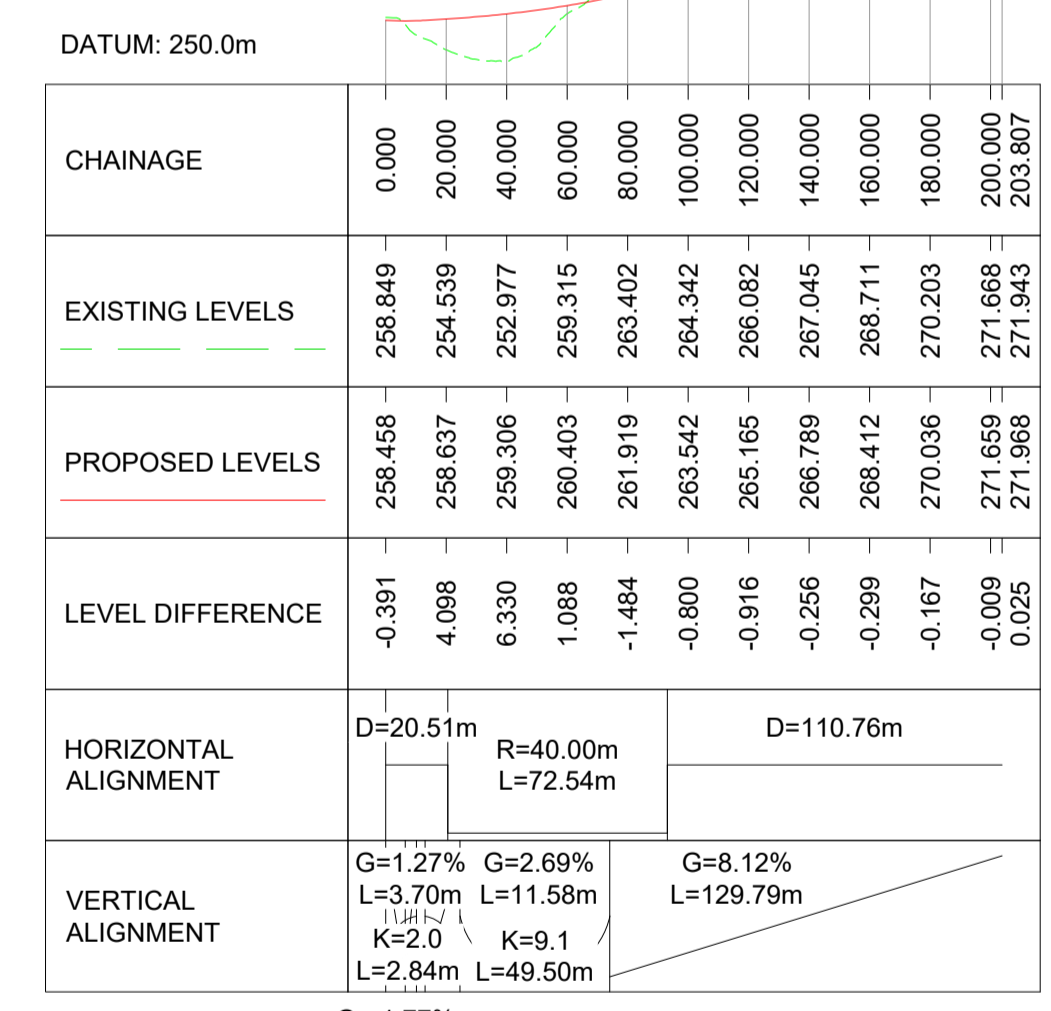 DATUM: 250.0m
CHAINAGE
0.000 20.000 40.000 60.000 80.000 100.000 120.000 140.000 160.000 180.000 200.000 203.807
EXISTING LEVELS
258.849 254.539 252.977 259.315 263.402 264.342 266.082 267.045 268.711 270.203 271.668 271.943
PROPOSED LEVELS
258.458 258.637 259.306 260.403 261.919 263.542 265.165 266.789 268.412 270.036 271.659 271.968
LEVEL DIFFERENCE
-0.391 4.098 6.330 1.088 -1.484 -0.800 -0.916 -0.256 -0.299 -0.167 -0.009 0.025
HORIZONTAL
ALIGNMENT
D=20.51m
R=40.00m
L=72.54m
D=110.76m
VERTICAL
ALIGNMENT
G=1.27% G=2.69% G=8.12%
L=3.70m L=11.58m L=129.79m
K=2.0 K=9.1
L=2.84m L=49.50m